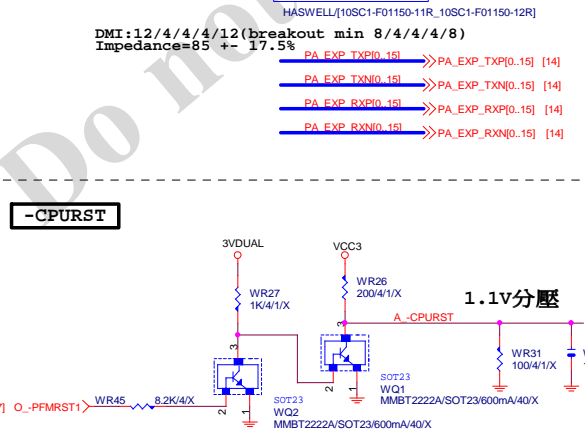 HASWELL/[10SC1-F01150-11R_10SC1-F01150-12R]
DMI:12/4/4/4/12(breakout min 8/4/4/4/8)
Impedance=85 +- 17.5%
PA_EXP_TXP[0..15] PA_EXP_TXP[0..15] [14]
PA_EXP_TXN[0..15] PA_EXP_TXN[0..15] [14]
PA_EXP_RXP[0..15] PA_EXP_RXP[0..15] [14]
PA_EXP_RXN[0..15] PA_EXP_RXN[0..15] [14]
Do not
-CPURST
3VDUAL
VCC3
WR27
1K/4/1/X
WR26
200/4/1/X
1.1V分壓
A_-CPURST
3
3
WR31
100/4/1/X
SOT23
WQ1
MMBT2222A/SOT23/600mA/40/X
2
1
O_-PFMRST1
WR45
8.2K/4/X
SOT23
WQ2
MMBT2222A/SOT23/600mA/40/X
2
1